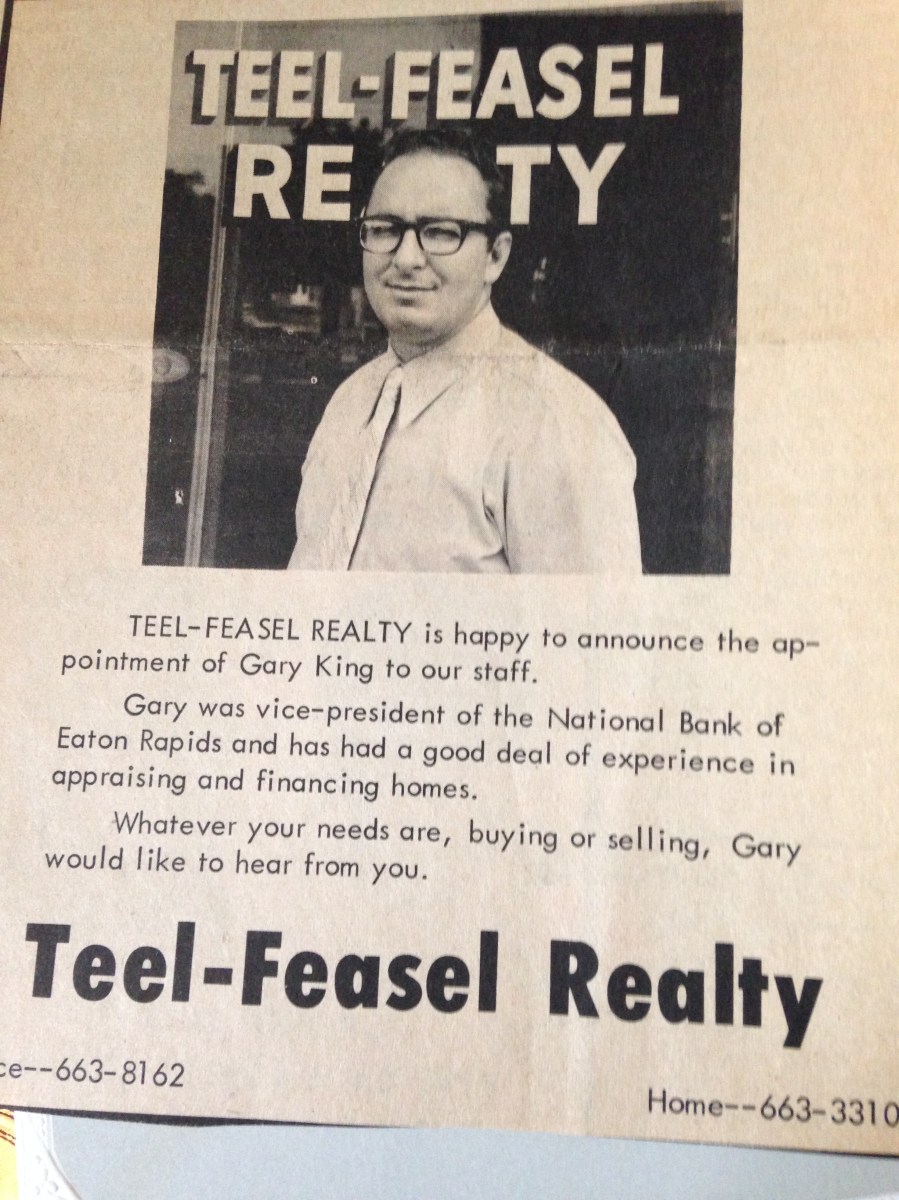 TEEL-FEASEL
RE TY
TEEL-FEASEL REALTY is happy to announce the ap-
pointment of Gary King to our staff.
Gary was vice-president of the National Bank of
Eaton Rapids and has had a good deal of experience in
appraising and financing homes.
Whatever your needs are, buying or selling, Gary
would like to hear from you.
Teel-Feasel Realty
ce--663-8162
Home--663-3310